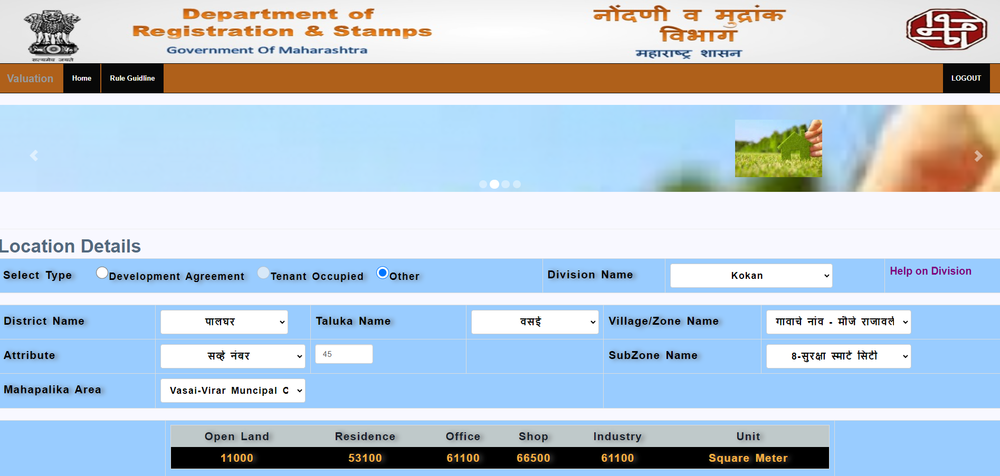 Department of
Registration & Stamps
Government Of Maharashtra
सत्यमेव जयते
नोंदणी व मुद्रांक
विभाग
महाराष्ट्र शासन
Valuation
Home
Rule Guidline
LOGOUT
Location Details
Select Type
Development Agreement
Tenant Occupied
Other
Division Name
Kokan
Help on Division
District Name
पालघर
Taluka Name
वसई
Village/Zone Name
गावाचे नांव - मौजे राजावली
Attribute
सर्व्हे नंबर
45
SubZone Name
8-सुरक्षा स्मार्ट सिटी
Mahapalika Area
Vasai-Virar Muncipal C
Open Land Residence Office Shop Industry Unit
11000 53100 61100 66500 61100 Square Meter